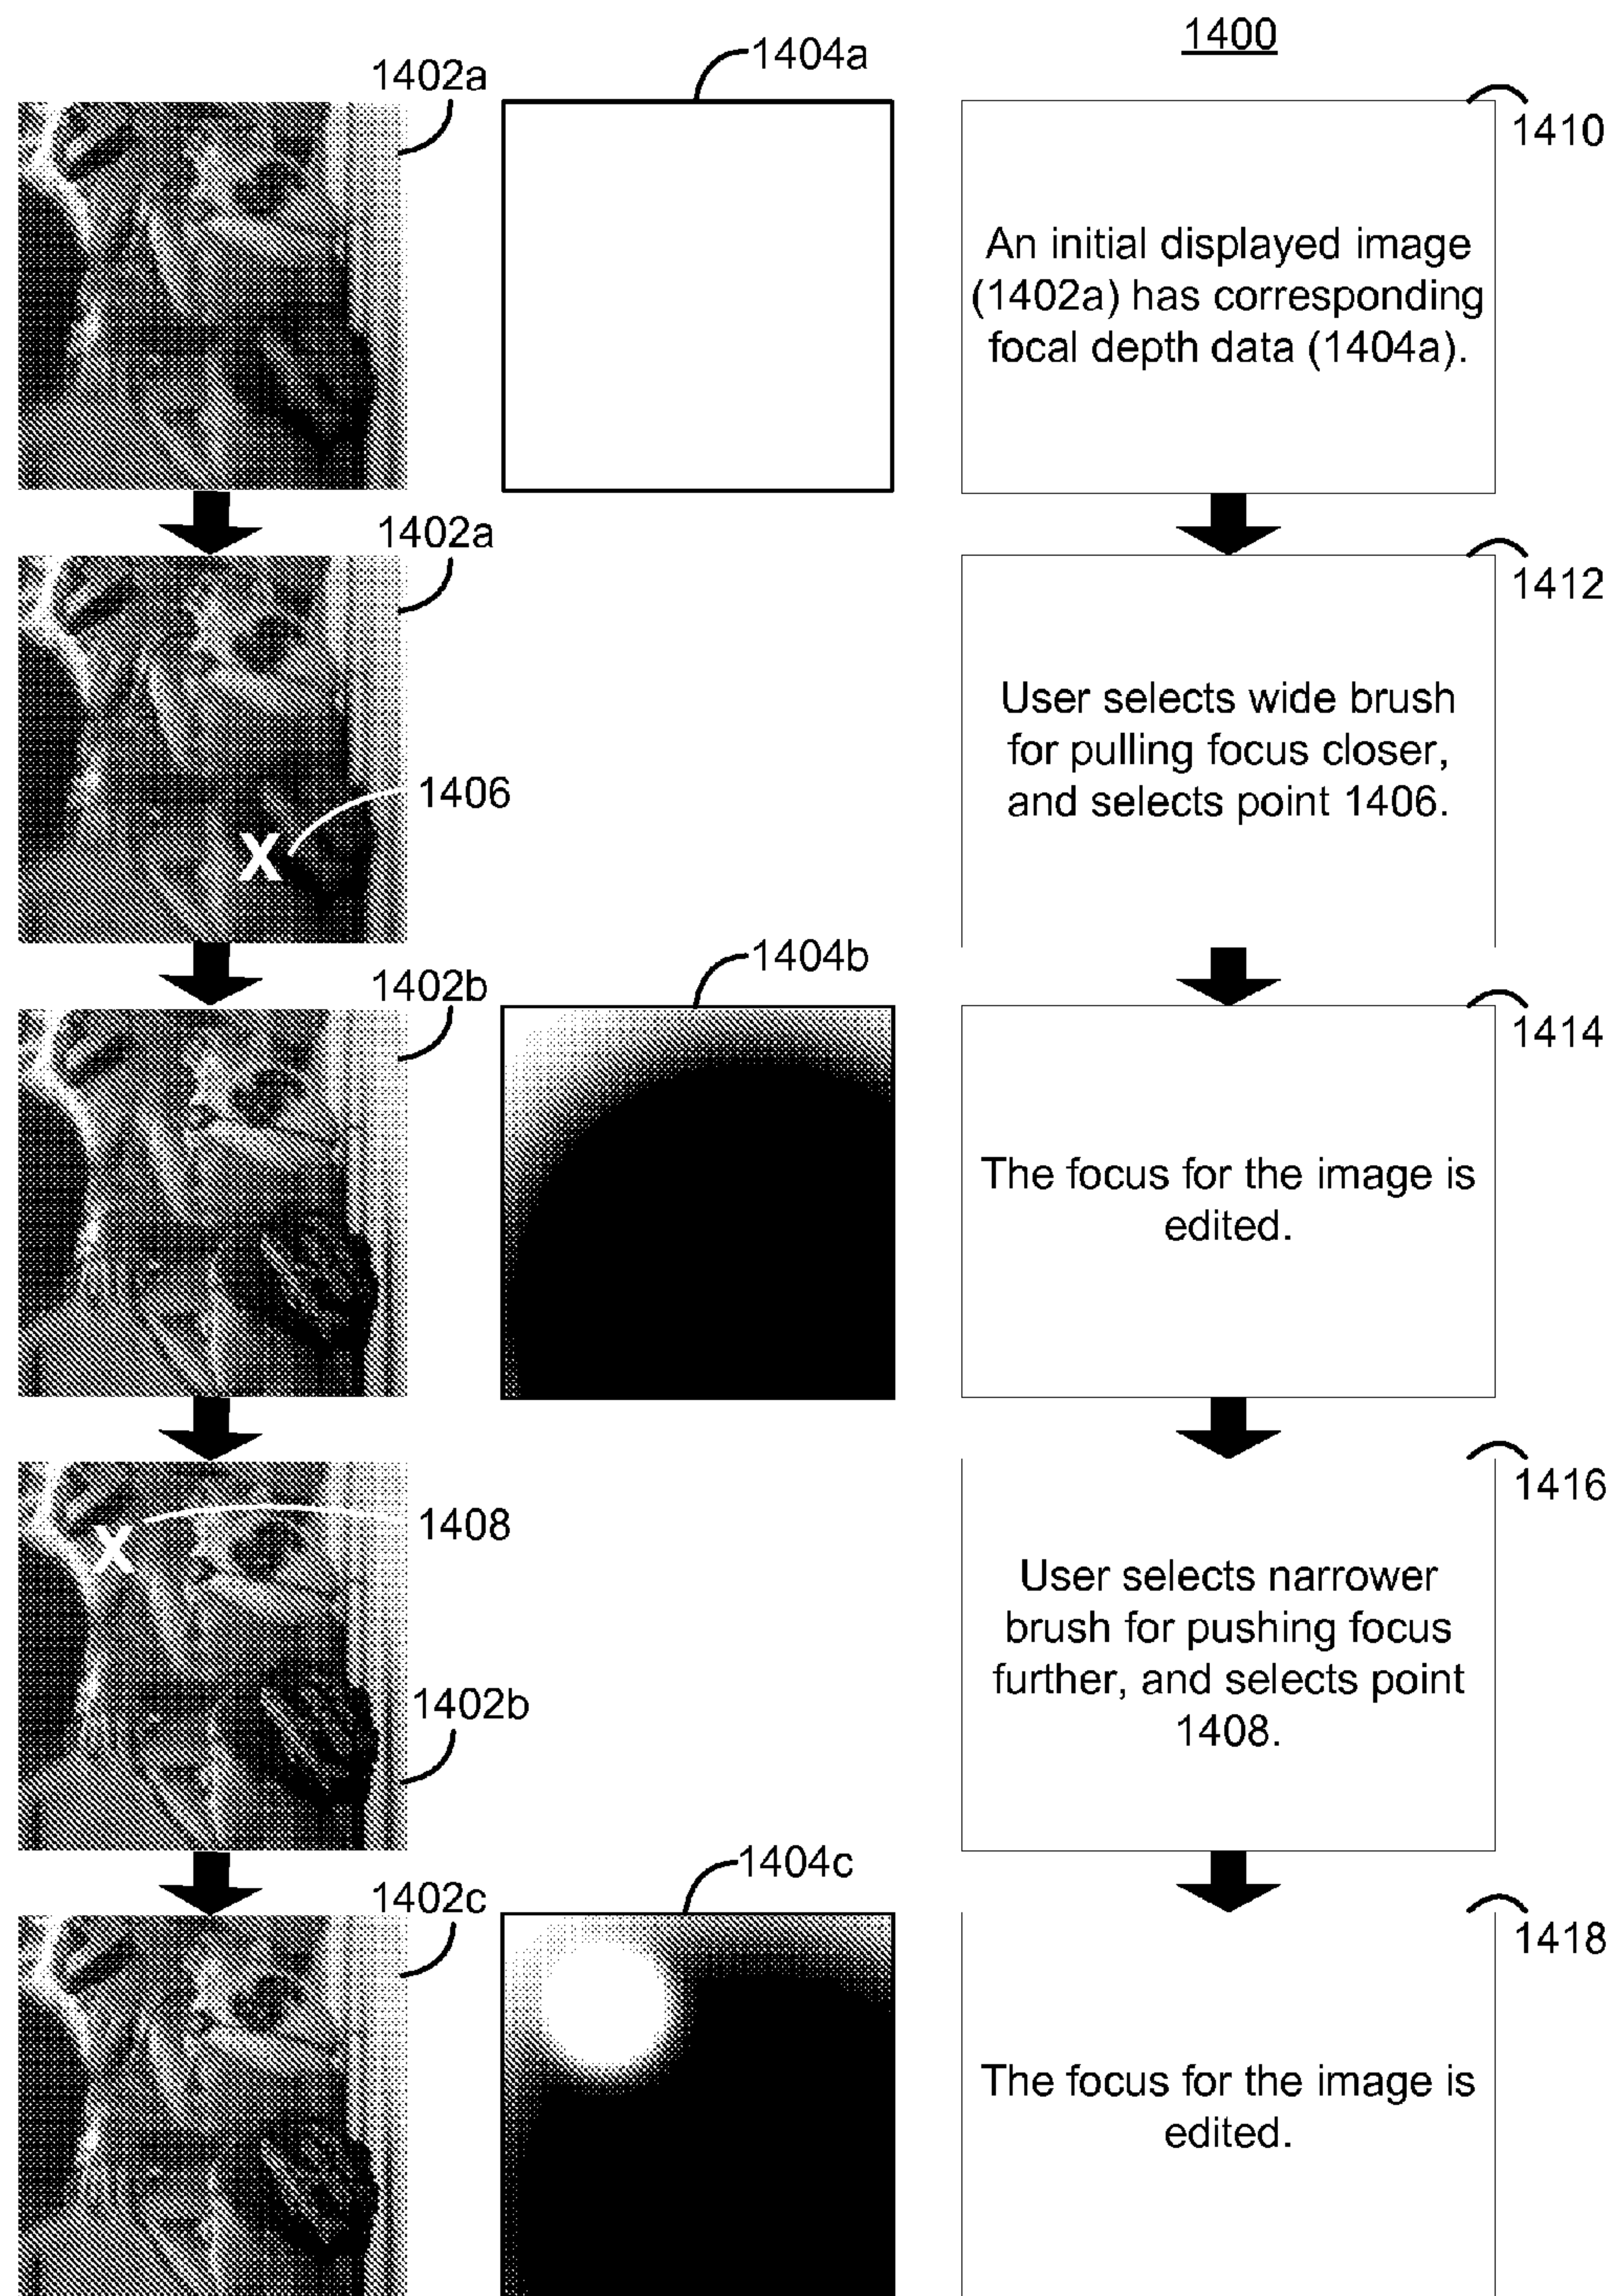 1400
1404a
1402a
1410
An initial displayed image
(1402a) has corresponding
focal depth data (1404a).
1402a
1412
User selects wide brush
for pulling focus closer,
and selects point 1406.
1406
X
1404b
1402b
1414
The focus for the image is
edited.
1416
1408
X
User selects narrower
brush for pushing focus
further, and selects point
1408.
1402b
1404c
1402c
1418
The focus for the image is
edited.